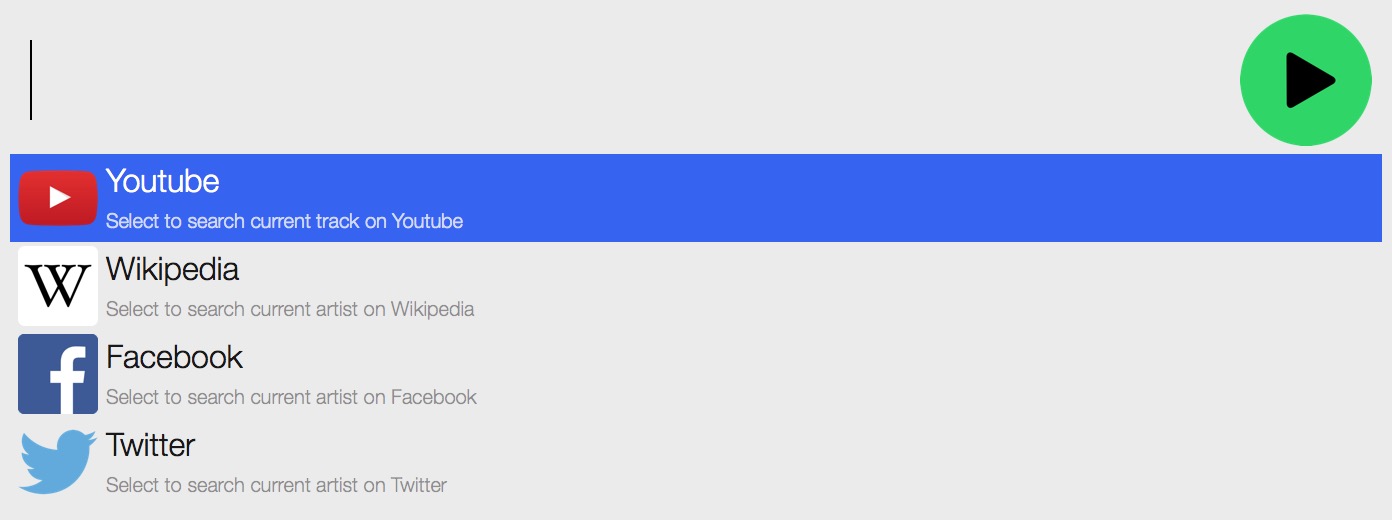 Youtube
Select to search current track on Youtube
W
Wikipedia
Select to search current artist on Wikipedia
f
Facebook
Select to search current artist on Facebook
Twitter
Select to search current artist on Twitter